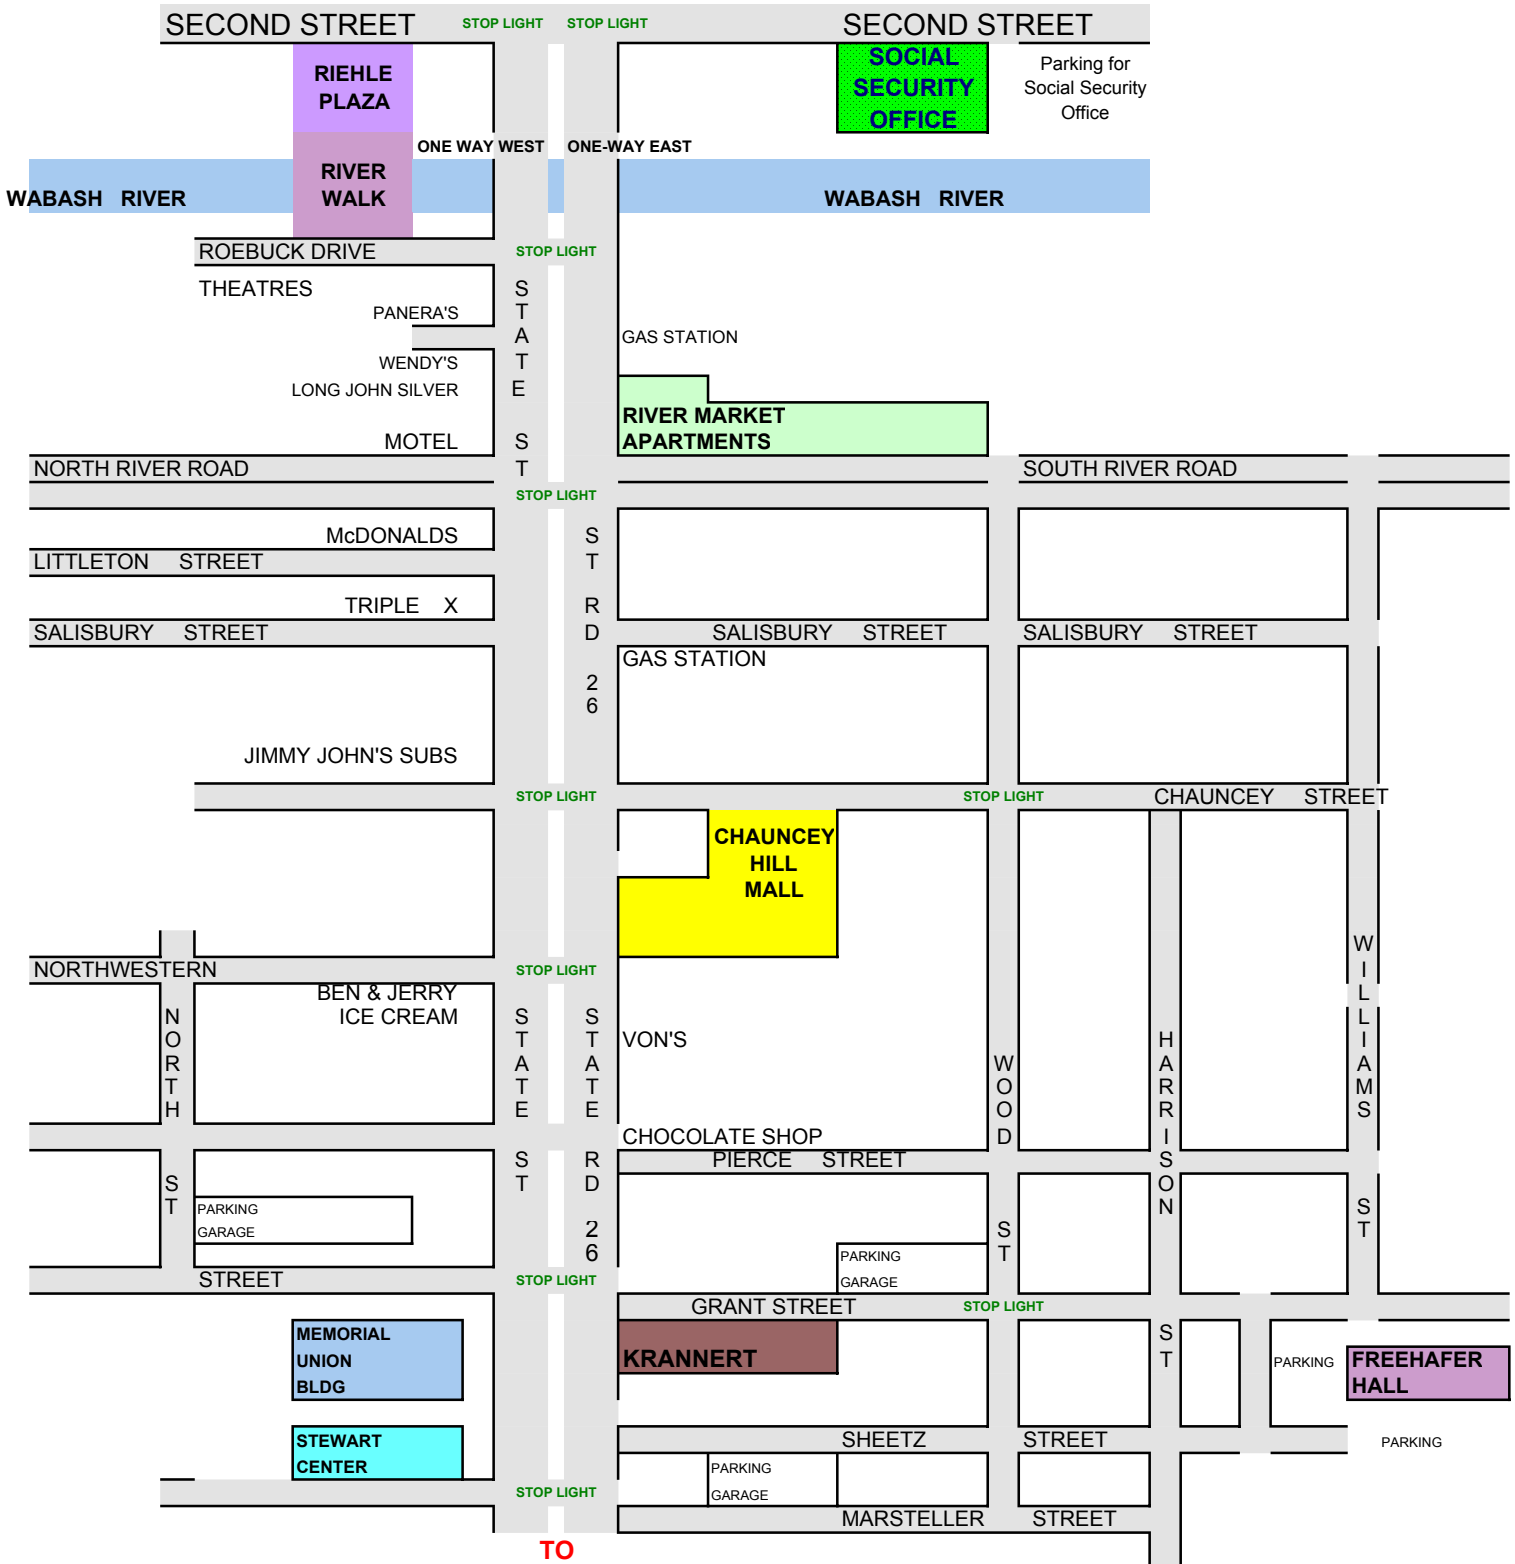 SECOND STREET
STOP LIGHT
STOP LIGHT
SECOND STREET
RIEHLE
PLAZA
SOCIAL
SECURITY
OFFICE
Parking for
Social Security
Office
ONE WAY WEST
ONE-WAY EAST
RIVER
WALK
WABASH RIVER
WABASH RIVER
ROEBUCK DRIVE
STOP LIGHT
THEATRES
PANERA'S
STATE ST
GAS STATION
WENDY'S
LONG JOHN SILVER
RIVER MARKET
APARTMENTS
MOTEL
NORTH RIVER ROAD
SOUTH RIVER ROAD
STOP LIGHT
McDONALDS
ST RD 26
LITTLETON STREET
TRIPLE X
SALISBURY STREET
SALISBURY STREET
SALISBURY STREET
GAS STATION
JIMMY JOHN'S SUBS
STOP LIGHT
STOP LIGHT
CHAUNCEY STREET
CHAUNCEY
HILL
MALL
NORTHWESTERN
STOP LIGHT
BEN & JERRY
ICE CREAM
NORTH ST
STATE ST
STATE RD 26
VON'S
WOOD ST
HARRISON ST
WILLIAMS ST
CHOCOLATE SHOP
PIERCE STREET
PARKING
GARAGE
PARKING
GARAGE
STREET
STOP LIGHT
GRANT STREET
STOP LIGHT
MEMORIAL
UNION
BLDG
KRANNERT
PARKING
FREEHAFER
HALL
STEWART
CENTER
SHEETZ STREET
PARKING
PARKING
GARAGE
STOP LIGHT
MARSTELLER STREET
TO